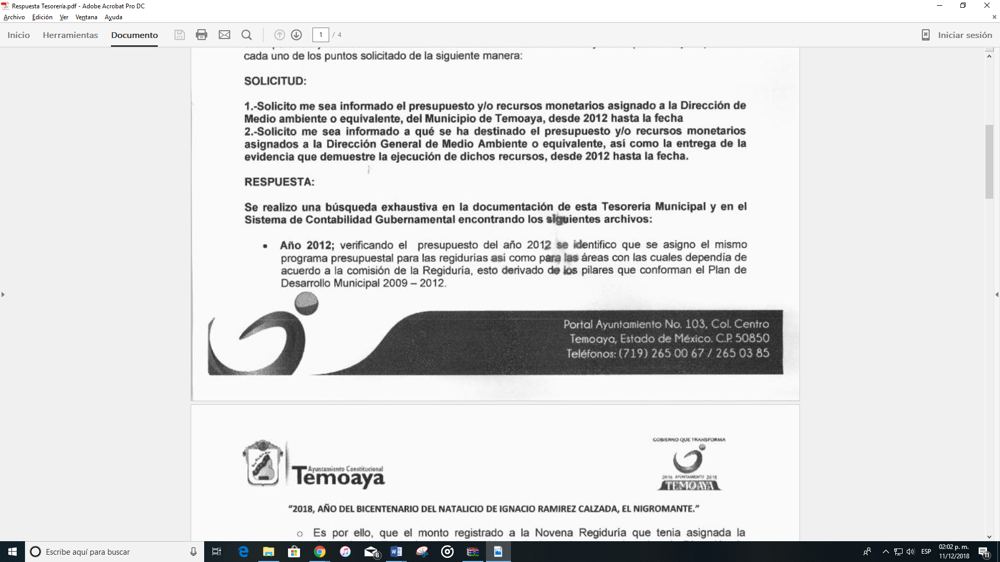 Respuesta Tesorería.pdf - Adobe Acrobat Pro DC
Archivo Edición Ver Ventana Ayuda
Inicio Herramientas Documento 1 / 4 Iniciar sesión
cada uno de los puntos solicitado de la siguiente manera:
SOLICITUD:
1.-Solicito me sea informado el presupuesto y/o recursos monetarios asignado a la Dirección de
Medio ambiente o equivalente, del Municipio de Temoaya, desde 2012 hasta la fecha
2.-Solicito me sea informado a qué se ha destinado el presupuesto y/o recursos monetarios
asignados a la Dirección General de Medio Ambiente o equivalente, así como la entrega de la
evidencia que demuestre la ejecución de dichos recursos, desde 2012 hasta la fecha.
RESPUESTA:
Se realizo una búsqueda exhaustiva en la documentación de esta Tesorería Municipal y en el
Sistema de Contabilidad Gubernamental encontrando los siguientes archivos:
• Año 2012; verificando el presupuesto del año 2012 se identifico que se asigno el mismo
programa presupuestal para las regidurías así como para las áreas con las cuales dependía de
acuerdo a la comisión de la Regiduría, esto derivado de los pilares que conforman el Plan de
Desarrollo Municipal 2009 – 2012.
Portal Ayuntamiento No. 103, Col. Centro
Temoaya, Estado de México. C.P. 50850
Teléfonos: (719) 265 00 67 / 265 03 85
GOBIERNO QUE TRANSFORMA
Ayuntamiento Constitucional
Temoaya
2016 AYUNTAMIENTO 2018
TEMOAYA
“2018, AÑO DEL BICENTENARIO DEL NATALICIO DE IGNACIO RAMIREZ CALZADA, EL NIGROMANTE.”
o Es por ello, que el monto registrado a la Novena Regiduría que tenia asignada la
Escribe aquí para buscar
8
ESP
02:02 p. m.
11/12/2018
11